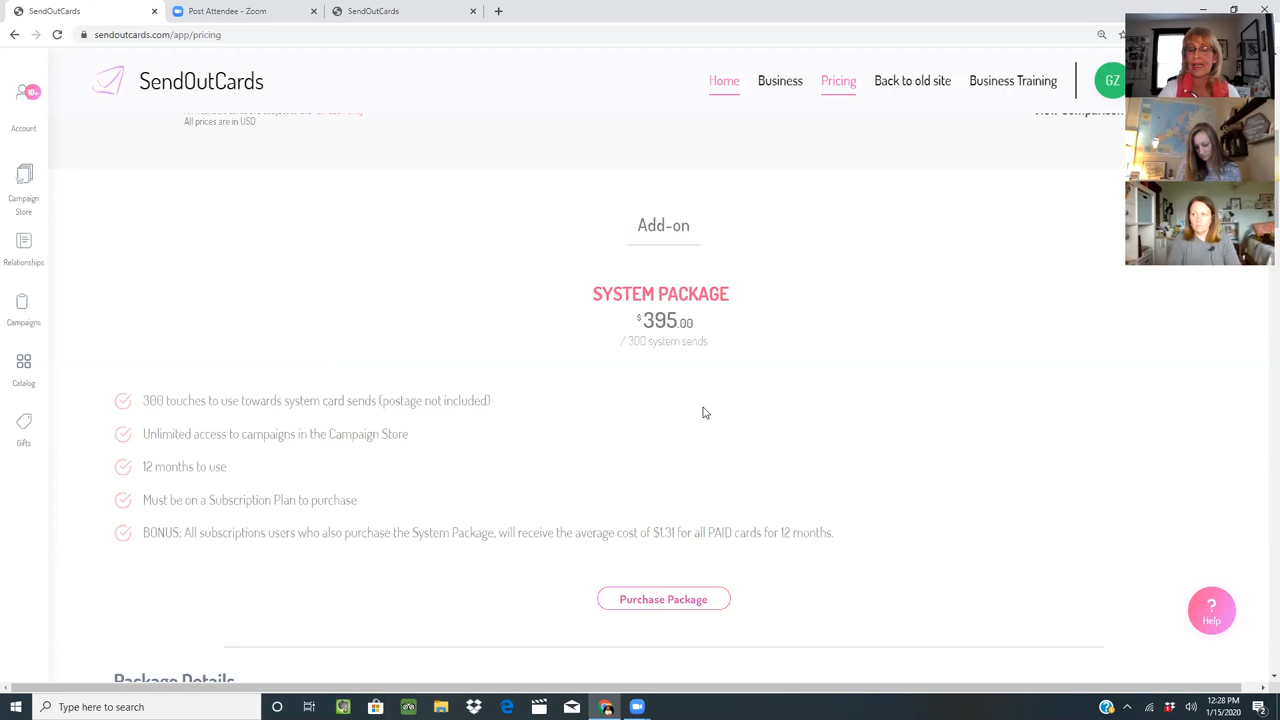 SendOutCards
Post Attendee - Zoom
SendOutCards
sendoutcards.com/app/pricing
SendOutCards
Home
Business
Pricing
Back to old site
Business Training
GZ
10+
Account
Campaign
Store
Relationships
Campaigns
Catalog
Gifts
All prices are in USD
View Comparison
Add-on
SYSTEM PACKAGE
$395.00
/ 300 system sends
300 touches to use towards system card sends (postage not included)
Unlimited access to campaigns in the Campaign Store
12 months to use
Must be on a Subscription Plan to purchase
BONUS: All subscriptions users who also purchase the System Package, will receive the average cost of $1.31 for all PAID cards for 12 months.
Purchase Package
?
Help
Package Details
Type here to search
12:28 PM
1/15/2020
2